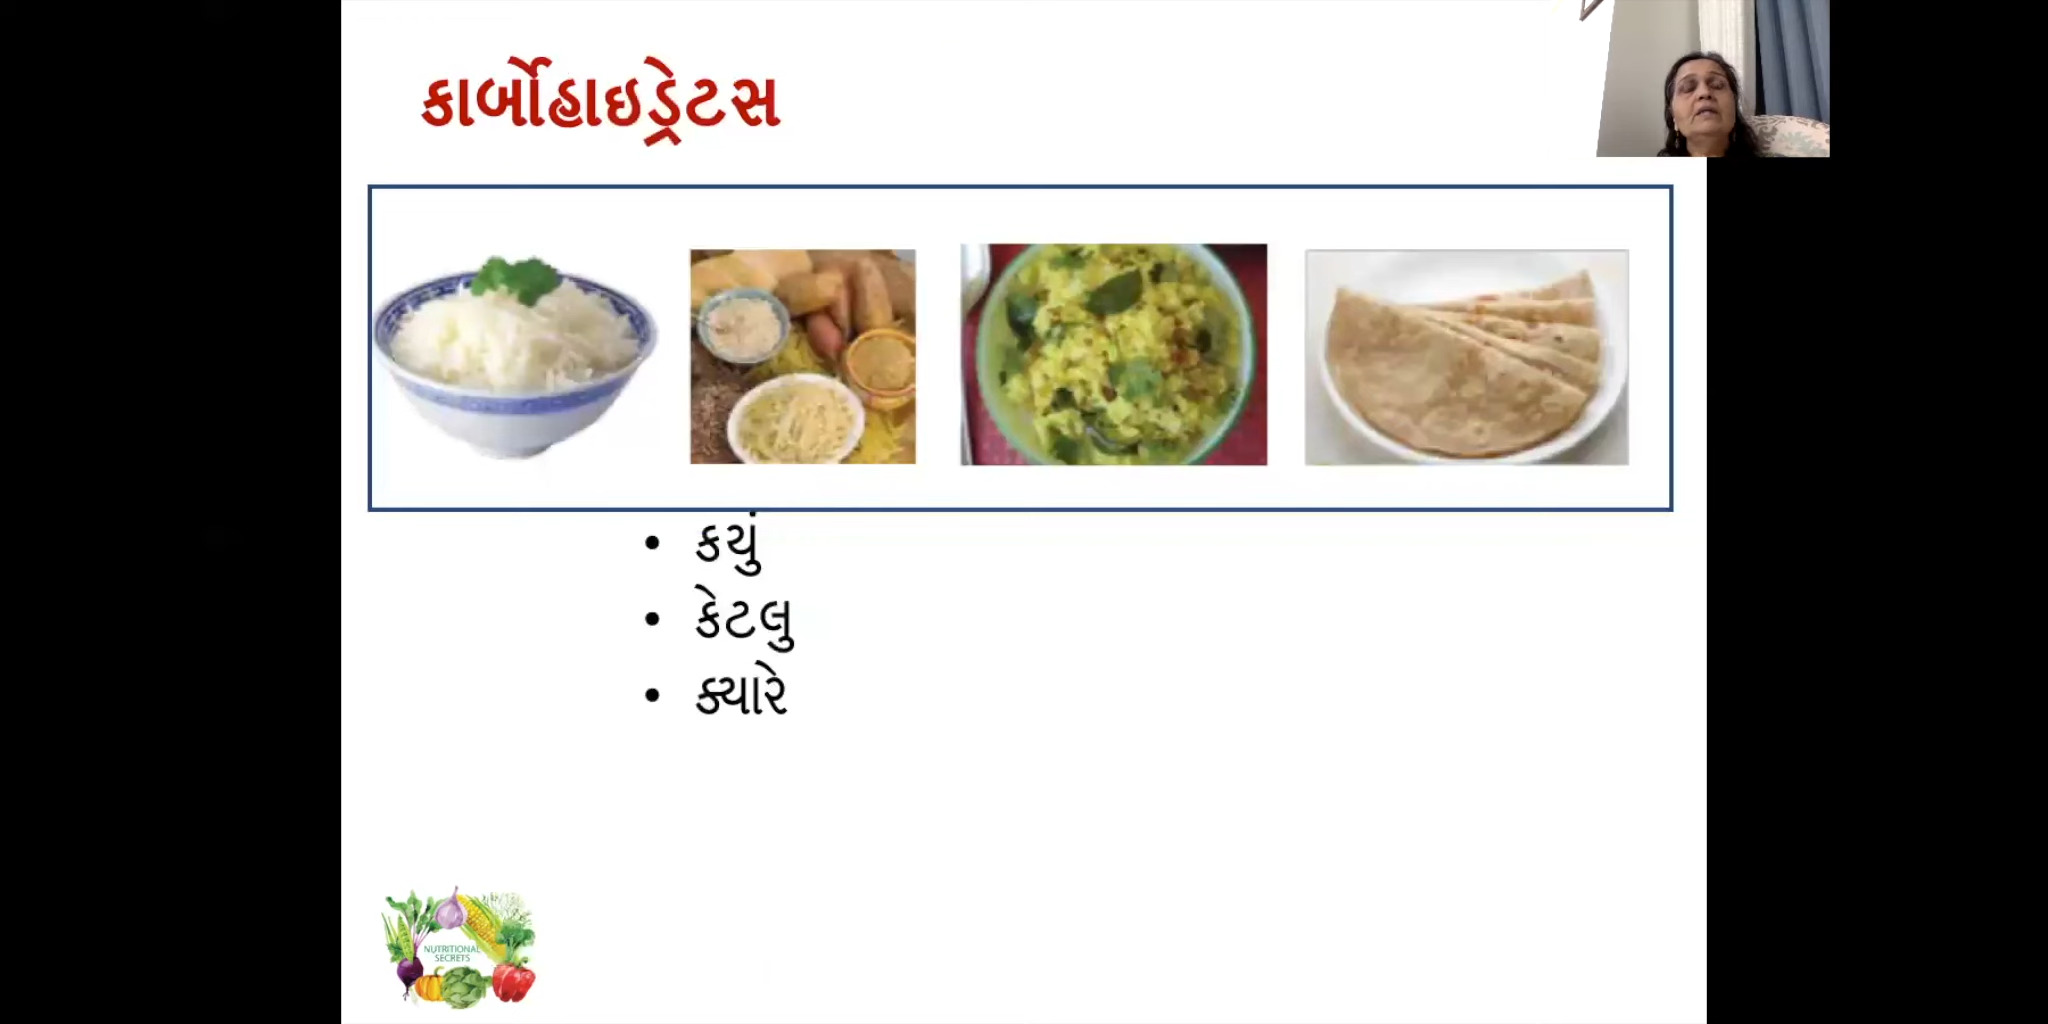 કાર્બોહાઇડ્રેટસ
કયું
કેટલુ
ક્યારે
NUTRITIONAL
SECRETS